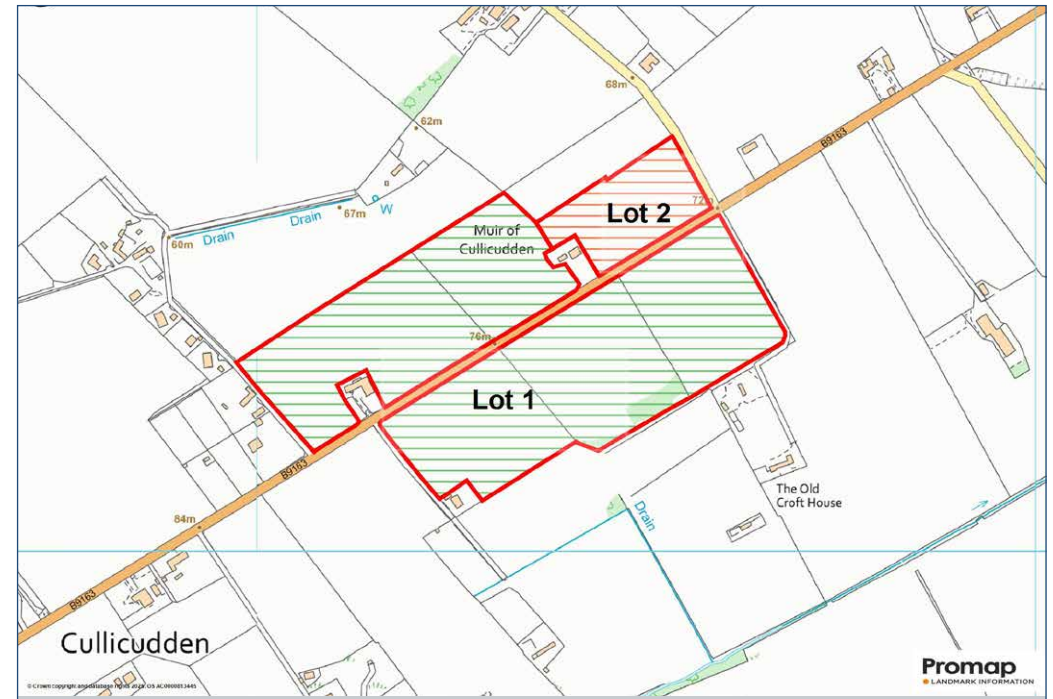 68m
62m
B9163
Drain
Drain
67m
W
60m
72m
Lot 2
Muir of
Cullicudden
76m
Lot 1
B9163
The Old
Croft House
Drain
84m
B9163
Cullicudden
Promap
LANDMARK INFORMATION